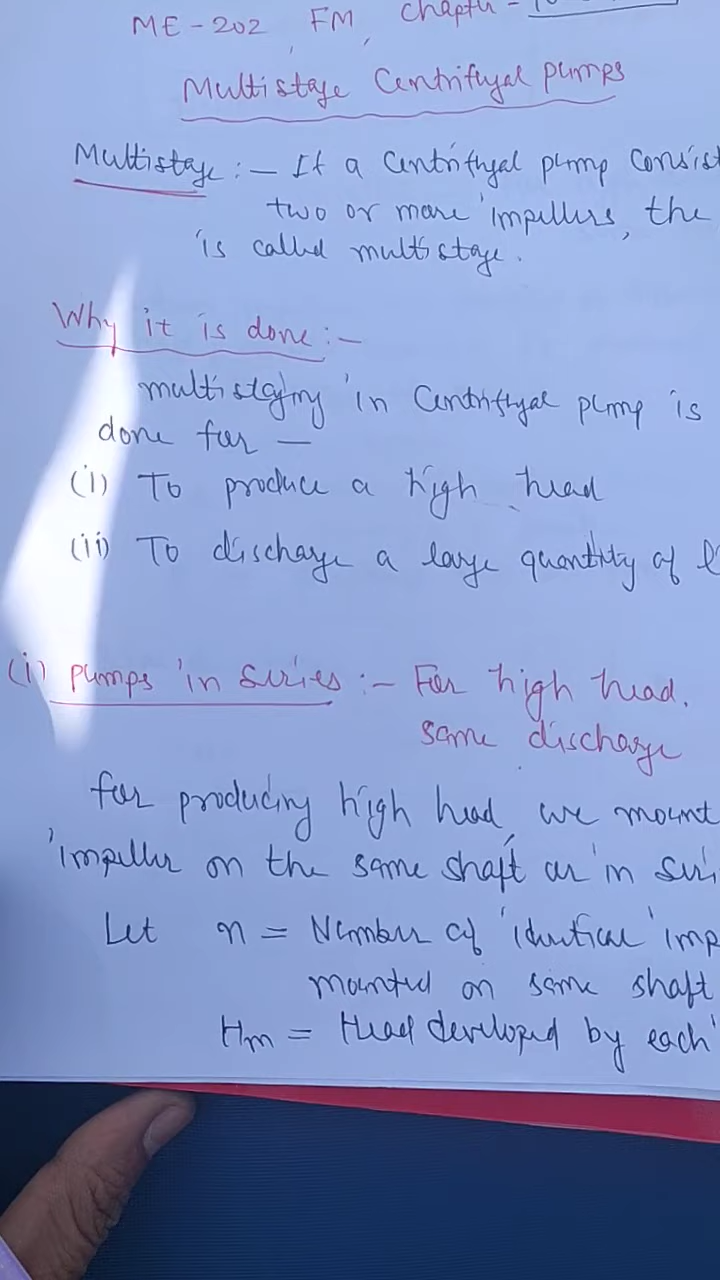 ME-202, FM, Chapter -
Multistage Centrifugal pumps
Multistage :- If a Centrifugal pump Consist
two or more impellers, the
is called multistage.
Why it is done :-
multistaging in Centrifugal pump is
done for —
(i) To produce a high head
(ii) To discharge a large quantity of
(i) pumps in series :- For high head.
same discharge
for producing high head, we mount
impeller on the same shaft or in
Let n = Number of identical
mounted on same shaft
Hm = Head developed by each